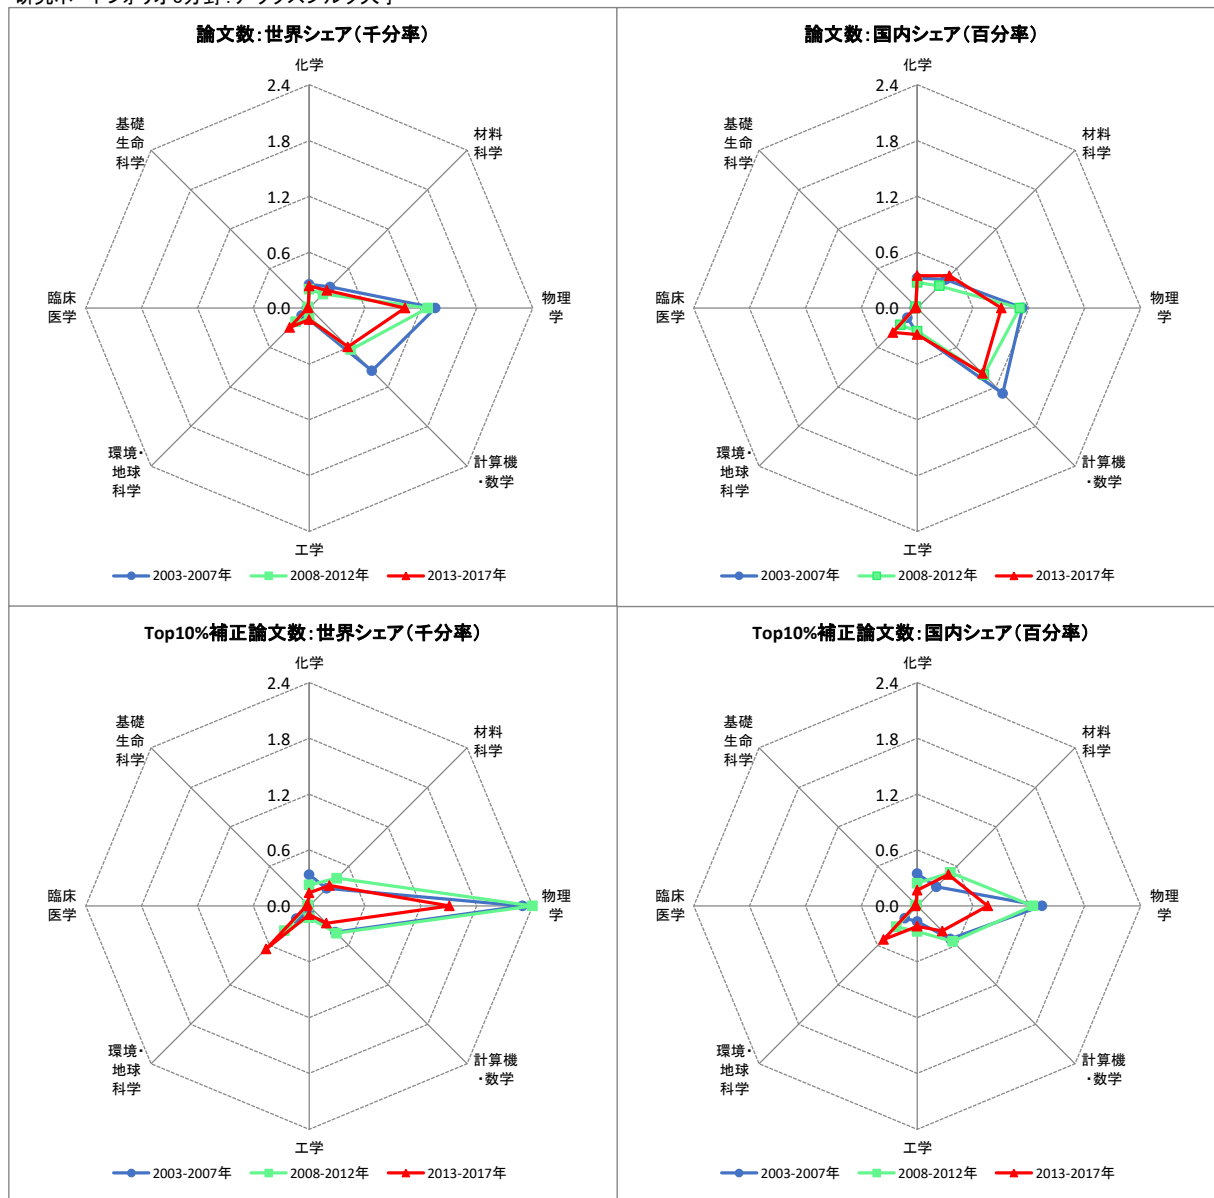 論文数：世界シェア（千分率）
化学
2.4
1.8
1.2
0.6
0.0
材料
科学
物理
学
計算機
・数学
工学
環境・
地球
科学
臨床
医学
基礎
生命
科学
2003-2007年
2008-2012年
2013-2017年
論文数：国内シェア（百分率）
化学
2.4
1.8
1.2
0.6
0.0
材料
科学
物理
学
計算機
・数学
工学
環境・
地球
科学
臨床
医学
基礎
生命
科学
2003-2007年
2008-2012年
2013-2017年
Top10%補正論文数：世界シェア（千分率）
化学
2.4
1.8
1.2
0.6
0.0
材料
科学
物理
学
計算機
・数学
工学
環境・
地球
科学
臨床
医学
基礎
生命
科学
2003-2007年
2008-2012年
2013-2017年
Top10%補正論文数：国内シェア（百分率）
化学
2.4
1.8
1.2
0.6
0.0
材料
科学
物理
学
計算機
・数学
工学
環境・
地球
科学
臨床
医学
基礎
生命
科学
2003-2007年
2008-2012年
2013-2017年